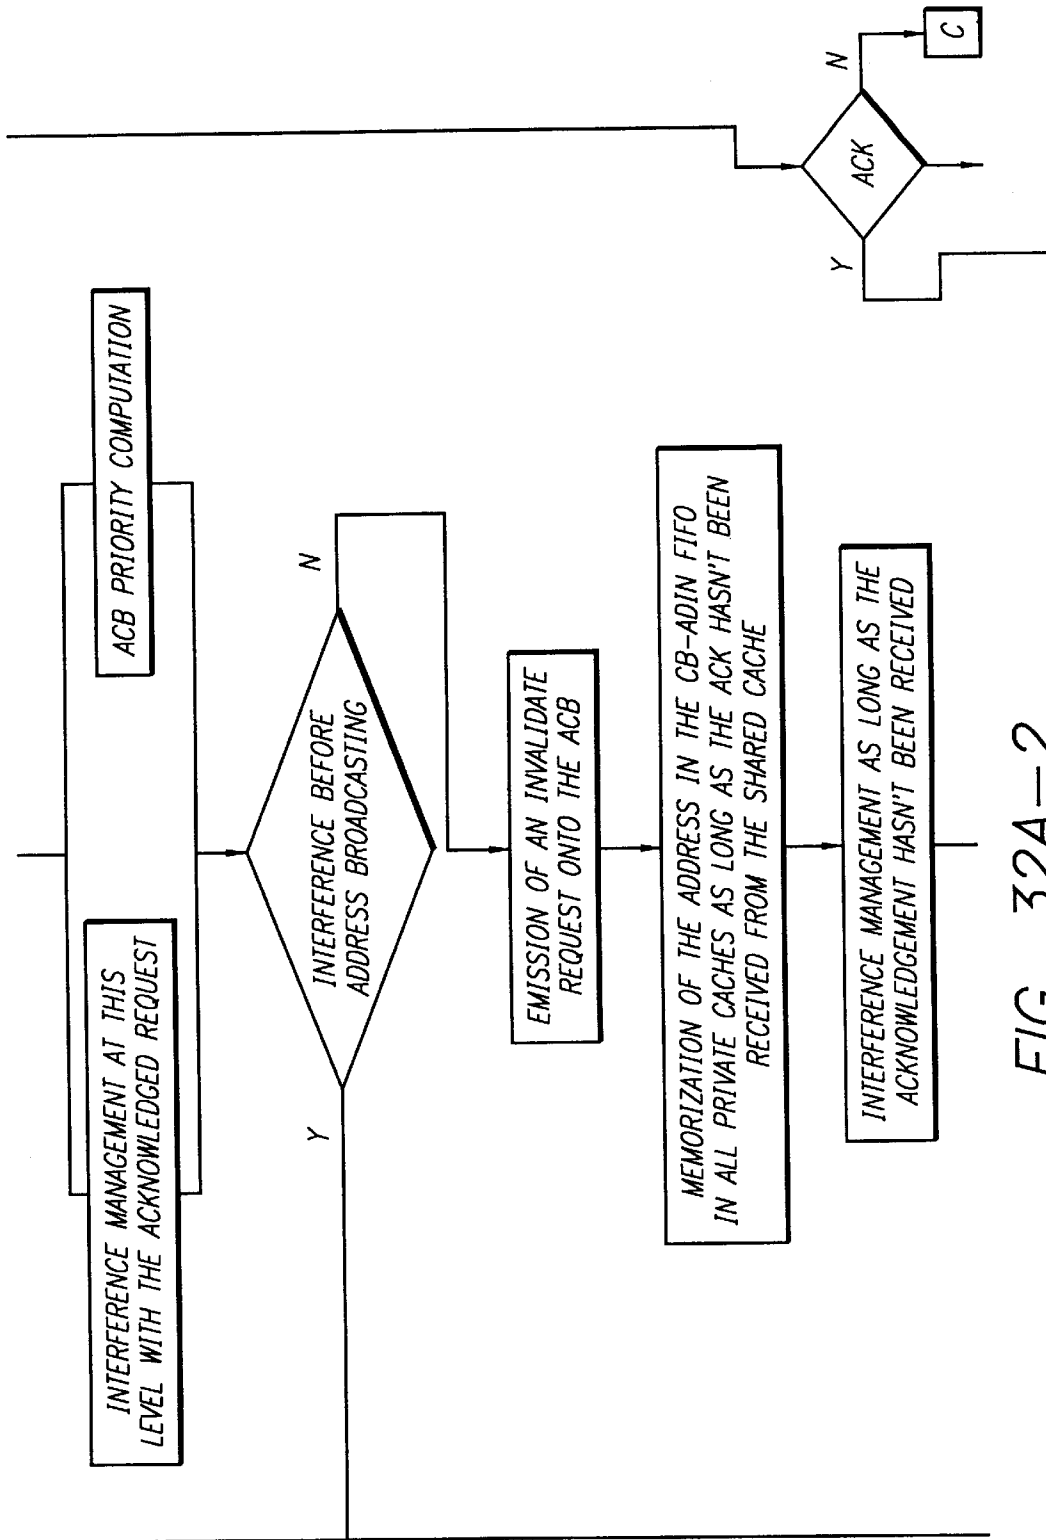 INTERFERENCE MANAGEMENT AT THIS
LEVEL WITH THE ACKNOWLEDGED REQUEST
ACB PRIORITY COMPUTATION
INTERFERENCE BEFORE
ADDRESS BROADCASTING
Y
N
EMISSION OF AN INVALIDATE
REQUEST ONTO THE ACB
MEMORIZATION OF THE ADDRESS IN THE CB-ADIN FIFO
IN ALL PRIVATE CACHES AS LONG AS THE ACK HASN'T BEEN
RECEIVED FROM THE SHARED CACHE
INTERFERENCE MANAGEMENT AS LONG AS THE
ACKNOWLEDGEMENT HASN'T BEEN RECEIVED
ACK
Y
N
C
FIG. 32A-2